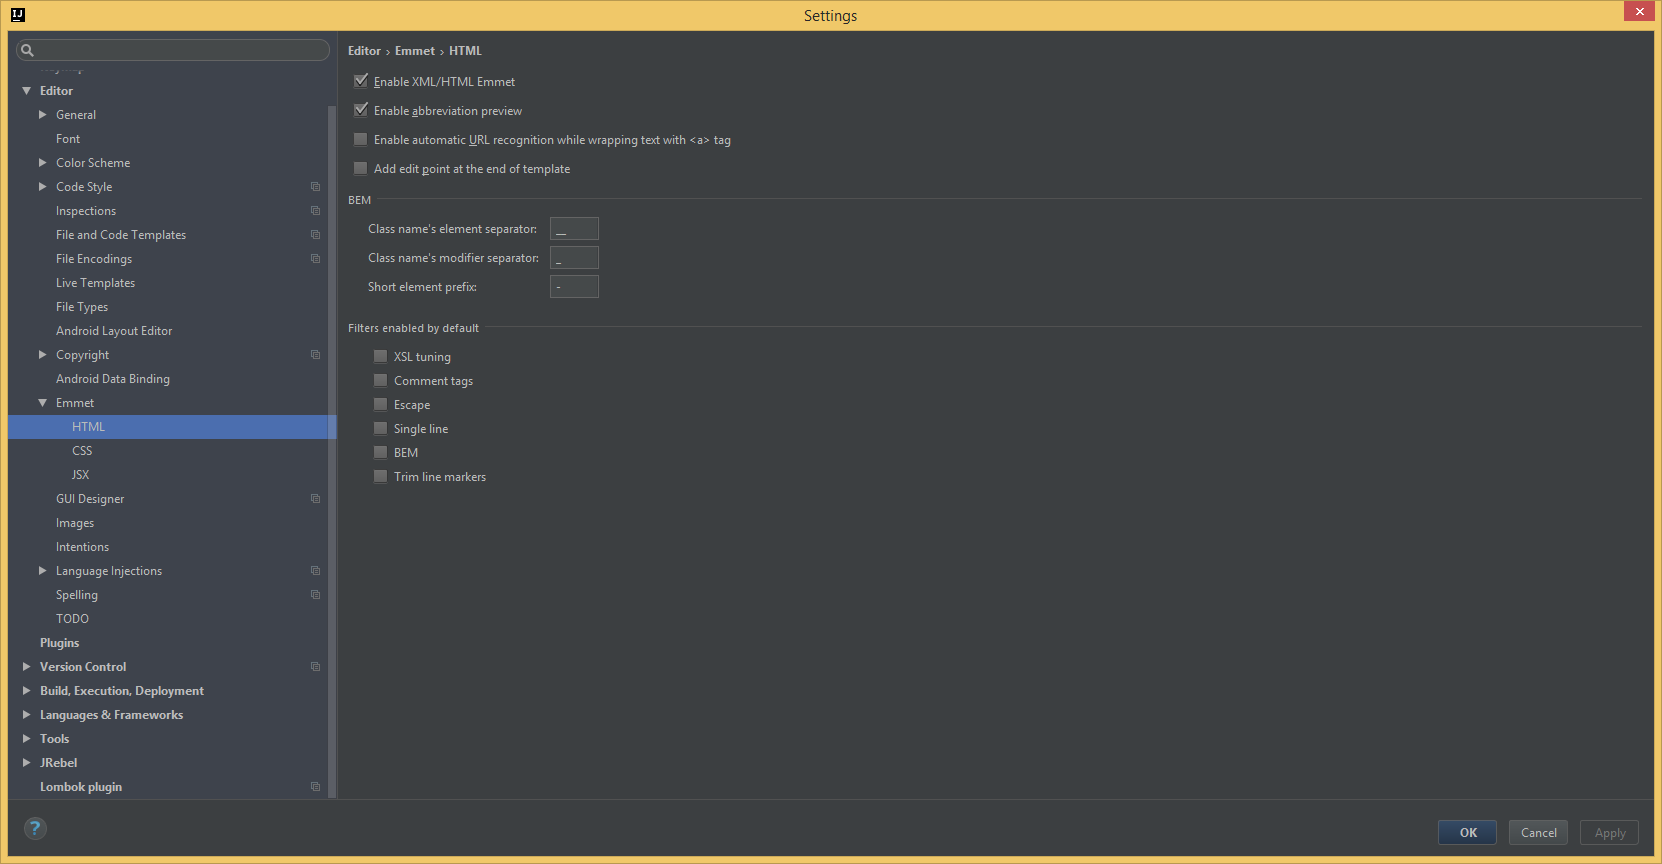 IJ
Settings
Editor
General
Font
Color Scheme
Code Style
Inspections
File and Code Templates
File Encodings
Live Templates
File Types
Android Layout Editor
Copyright
Android Data Binding
Emmet
HTML
CSS
JSX
GUI Designer
Images
Intentions
Language Injections
Spelling
TODO
Plugins
Version Control
Build, Execution, Deployment
Languages & Frameworks
Tools
JRebel
Lombok plugin
Editor › Emmet › HTML
Enable XML/HTML Emmet
Enable abbreviation preview
Enable automatic URL recognition while wrapping text with <a> tag
Add edit point at the end of template
BEM
Class name's element separator: __
Class name's modifier separator: _
Short element prefix: -
Filters enabled by default
XSL tuning
Comment tags
Escape
Single line
BEM
Trim line markers
?
OK Cancel Apply